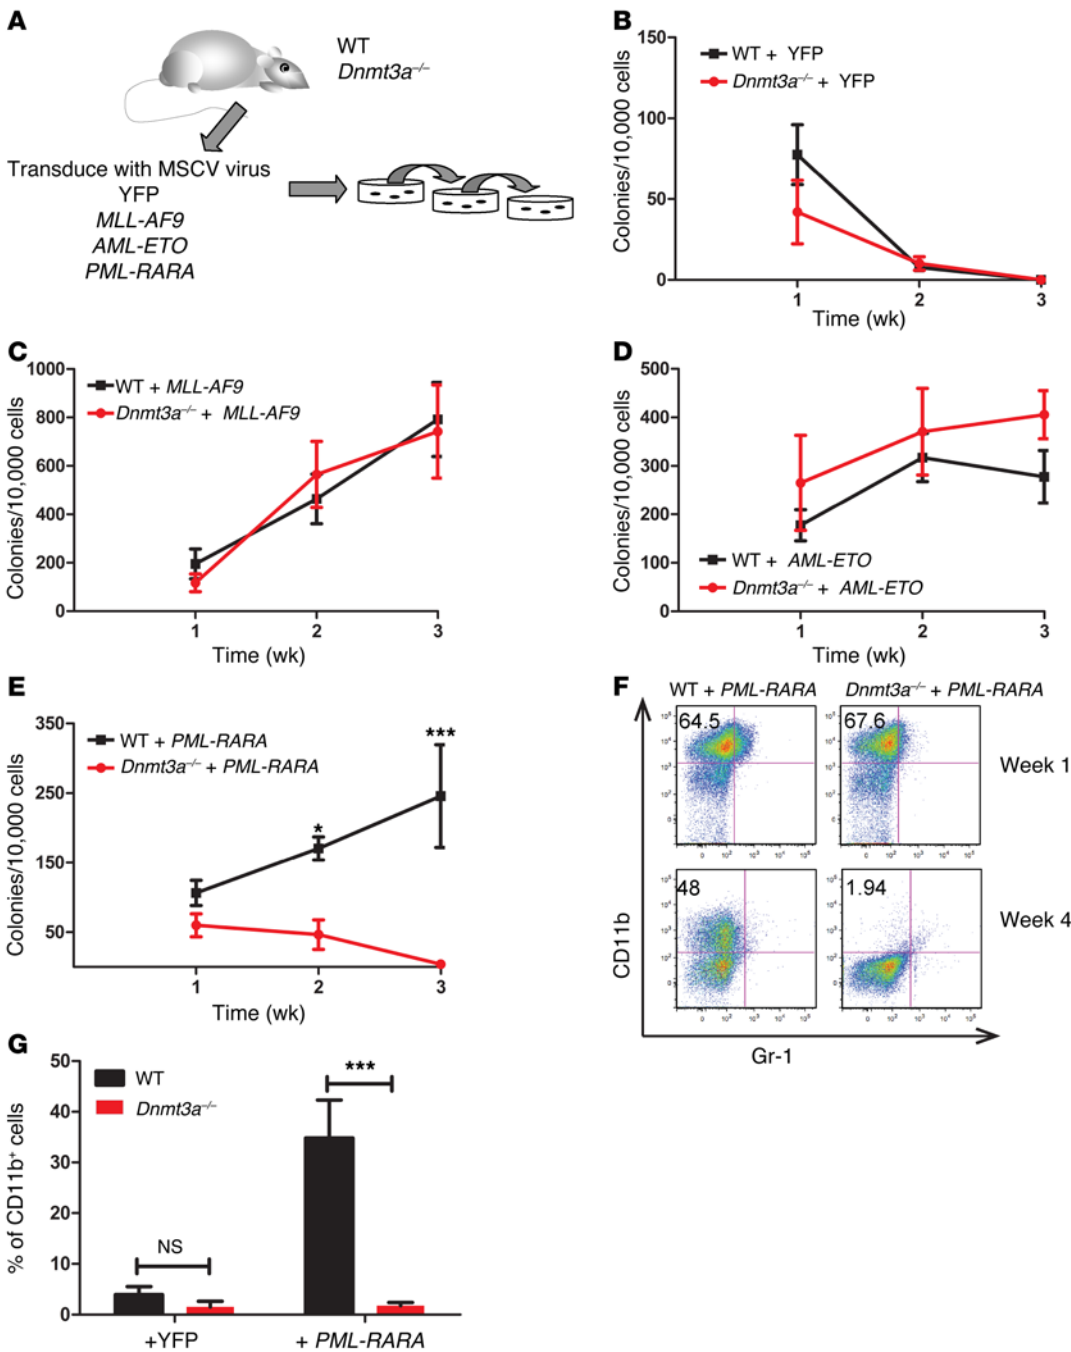 A
WT
Dnmt3a–/–
Transduce with MSCV virus
YFP
MLL-AF9
AML-ETO
PML-RARA
B
Colonies/10,000 cells
150
100
50
0
WT + YFP
Dnmt3a–/– + YFP
1 2 3
Time (wk)
C
Colonies/10,000 cells
1000
800
600
400
200
0
WT + MLL-AF9
Dnmt3a–/– + MLL-AF9
1 2 3
Time (wk)
D
Colonies/10,000 cells
500
400
300
200
100
0
WT + AML-ETO
Dnmt3a–/– + AML-ETO
1 2 3
Time (wk)
E
Colonies/10,000 cells
350
250
150
50
WT + PML-RARA
Dnmt3a–/– + PML-RARA
*
***
1 2 3
Time (wk)
F
WT + PML-RARA
Dnmt3a–/– + PML-RARA
64.5
67.6
Week 1
48
1.94
Week 4
CD11b
Gr-1
G
% of CD11b+ cells
50
40
30
20
10
0
WT
Dnmt3a–/–
NS
***
+YFP
+ PML-RARA